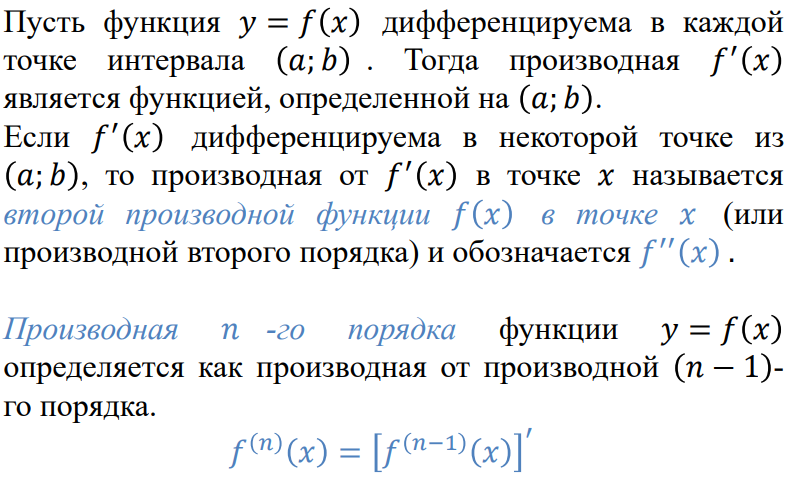 Пусть функция y = f(x) дифференцируема в каждой
точке интервала (a; b) . Тогда производная f′(x)
является функцией, определенной на (a; b).
Если f′(x) дифференцируема в некоторой точке из
(a; b), то производная от f′(x) в точке x называется
второй производной функции f(x) в точке x (или
производной второго порядка) и обозначается f′′(x) .
Производная n -го порядка функции y = f(x)
определяется как производная от производной (n − 1)-
го порядка.
f⁽ⁿ⁾(x) = [f⁽ⁿ⁻¹⁾(x)]′